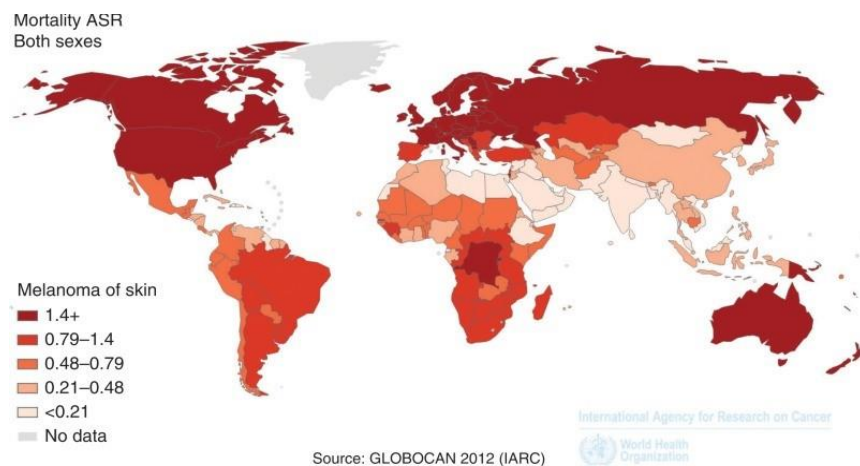 Mortality ASR
Both sexes
Melanoma of skin
1.4+
0.79–1.4
0.48–0.79
0.21–0.48
<0.21
No data
International Agency for Research on Cancer
World Health
Organization
Source: GLOBOCAN 2012 (IARC)